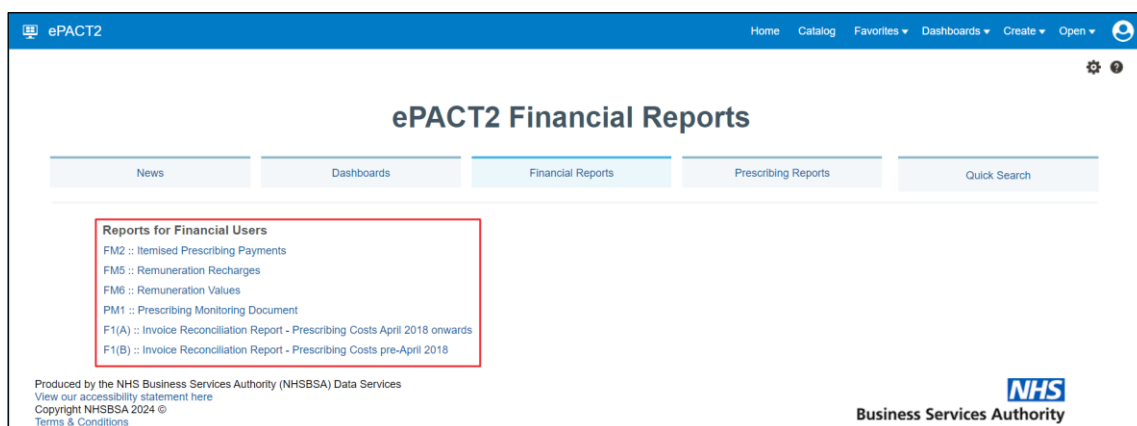 ePACT2
Home Catalog Favorites Dashboards Create Open
ePACT2 Financial Reports
News Dashboards Financial Reports Prescribing Reports Quick Search
Reports for Financial Users
FM2 :: Itemised Prescribing Payments
FM5 :: Remuneration Recharges
FM6 :: Remuneration Values
PM1 :: Prescribing Monitoring Document
F1(A) :: Invoice Reconciliation Report - Prescribing Costs April 2018 onwards
F1(B) :: Invoice Reconciliation Report - Prescribing Costs pre-April 2018
Produced by the NHS Business Services Authority (NHSBSA) Data Services
View our accessibility statement here
Copyright NHSBSA 2024 ©
Terms & Conditions
NHS
Business Services Authority